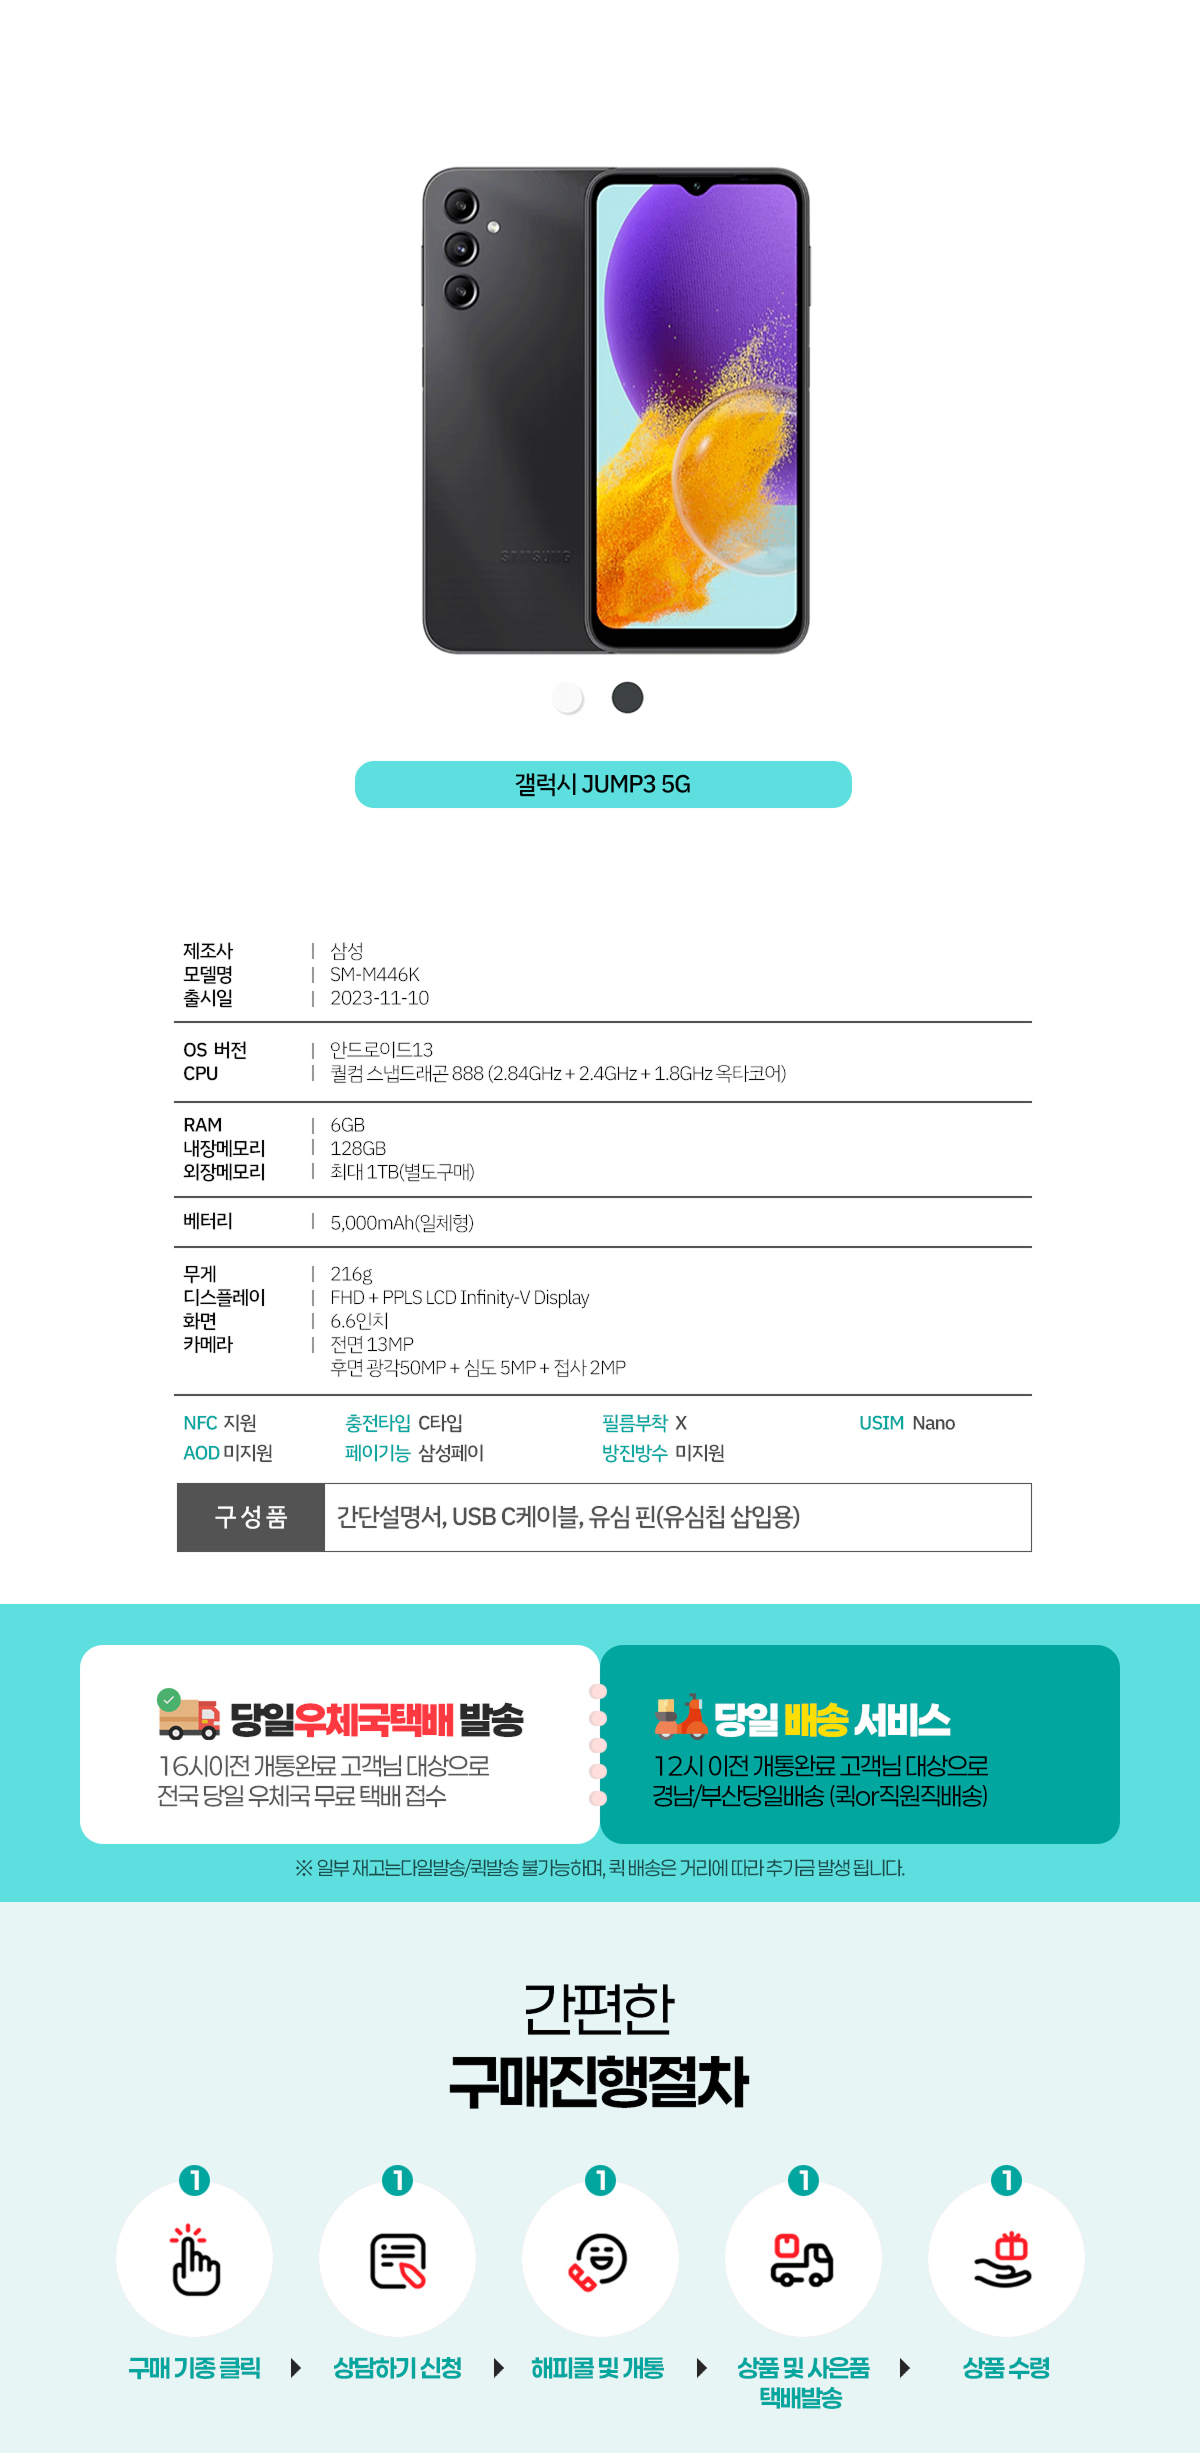 SAMSUNG
갤럭시 JUMP3 5G
제조사 | 삼성
모델명 | SM-M446K
출시일 | 2023-11-10
OS 버전 | 안드로이드13
CPU | 퀄컴 스냅드래곤 888 (2.84GHz + 2.4GHz + 1.8GHz 옥타코어)
RAM | 6GB
내장메모리 | 128GB
외장메모리 | 최대 1TB(별도구매)
베터리 | 5,000mAh(일체형)
무게 | 216g
디스플레이 | FHD + PPLS LCD Infinity-V Display
화면 | 6.6인치
카메라 | 전면 13MP
후면 광각50MP + 심도 5MP + 접사 2MP
NFC 지원 충전타입 C타입 필름부착 X USIM Nano
AOD 미지원 페이기능 삼성페이 방진방수 미지원
구성품 간단설명서, USB C케이블, 유심 핀(유심칩 삽입용)
당일우체국택배 발송
16시이전 개통완료 고객님 대상으로
전국 당일 우체국 무료 택배 접수
당일 배송 서비스
12시 이전 개통완료 고객님 대상으로
경남/부산당일배송 (퀵or직원직배송)
※ 일부 재고는다일발송/퀵발송 불가능하며, 퀵 배송은 거리에 따라 추가금 발생 됩니다.
간편한
구매진행절차
1 1 1 1 1
구매 기종 클릭 상담하기 신청 해피콜 및 개통 상품 및 사은품 상품 수령
택배발송